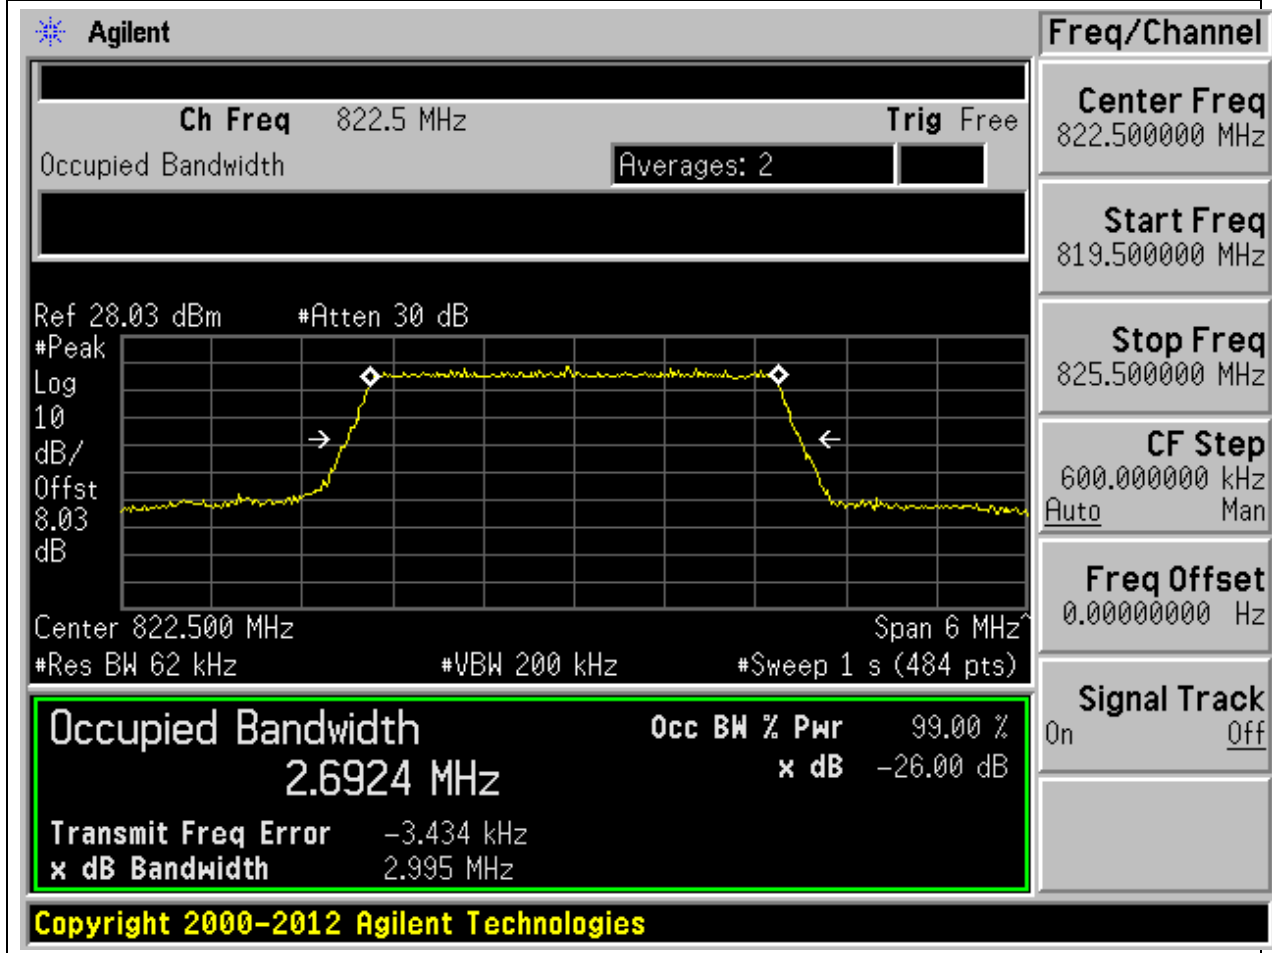 Agilent
Freq/Channel
Ch Freq 822.5 MHz Trig Free
Occupied Bandwidth Averages: 2
Center Freq
822.500000 MHz
Start Freq
819.500000 MHz
Stop Freq
825.500000 MHz
CF Step
600.000000 kHz
Auto Man
Freq Offset
0.00000000 Hz
Signal Track
On Off
Ref 28.03 dBm #Atten 30 dB
#Peak
Log
10
dB/
Offst
8.03
dB
Center 822.500 MHz Span 6 MHz^
#Res BW 62 kHz #VBW 200 kHz #Sweep 1 s (484 pts)
Occupied Bandwidth Occ BW % Pwr 99.00 %
2.6924 MHz x dB -26.00 dB
Transmit Freq Error -3.434 kHz
x dB Bandwidth 2.995 MHz
Copyright 2000-2012 Agilent Technologies